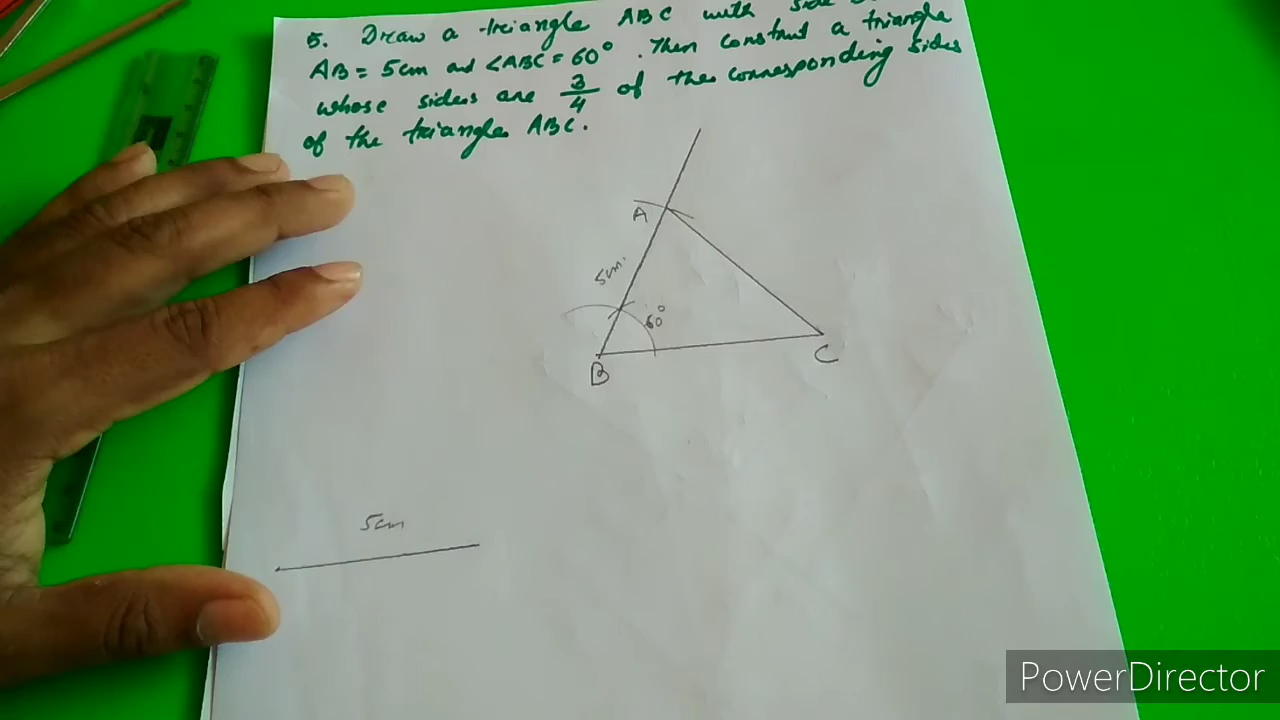 5. Draw a triangle ABC with side
AB = 5cm and ∠ABC = 60° . Then construct a triangle
whose sides are 3/4 of the corresponding sides
of the triangle ABC.
A
5cm.
60°
B
C
5cm
PowerDirector